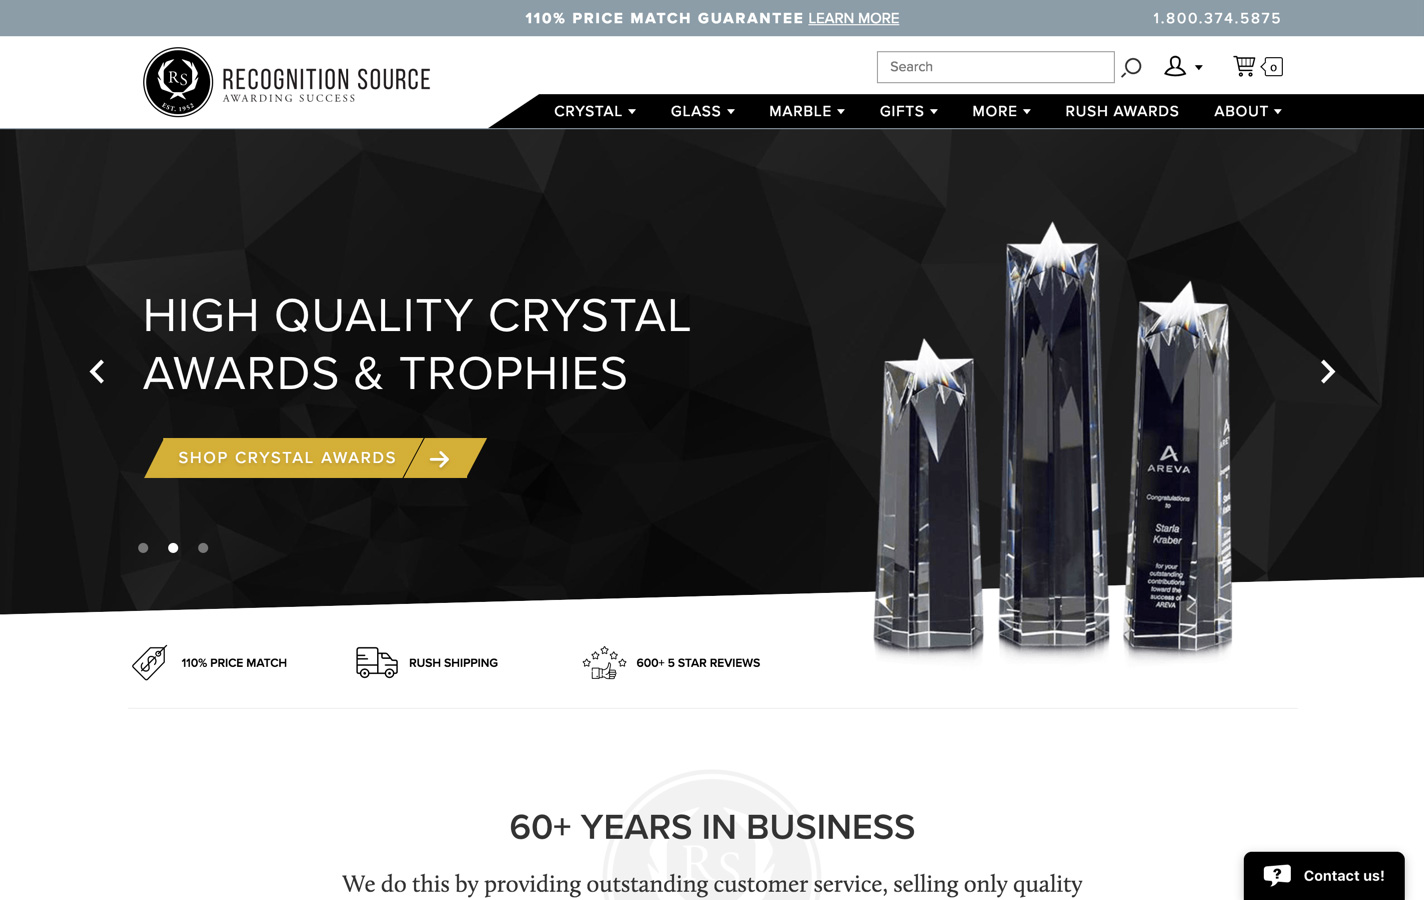 110% PRICE MATCH GUARANTEE LEARN MORE
1.800.374.5875
RS
EST. 1952
RECOGNITION SOURCE
AWARDING SUCCESS
Search
0
CRYSTAL GLASS MARBLE GIFTS MORE RUSH AWARDS ABOUT
HIGH QUALITY CRYSTAL
AWARDS & TROPHIES
SHOP CRYSTAL AWARDS
AREVA
Congratulations
to
Starla
Kraber
for your
outstanding
contributions
toward the
success of
AREVA
110% PRICE MATCH
RUSH SHIPPING
600+ 5 STAR REVIEWS
60+ YEARS IN BUSINESS
RS
We do this by providing outstanding customer service, selling only quality
Contact us!